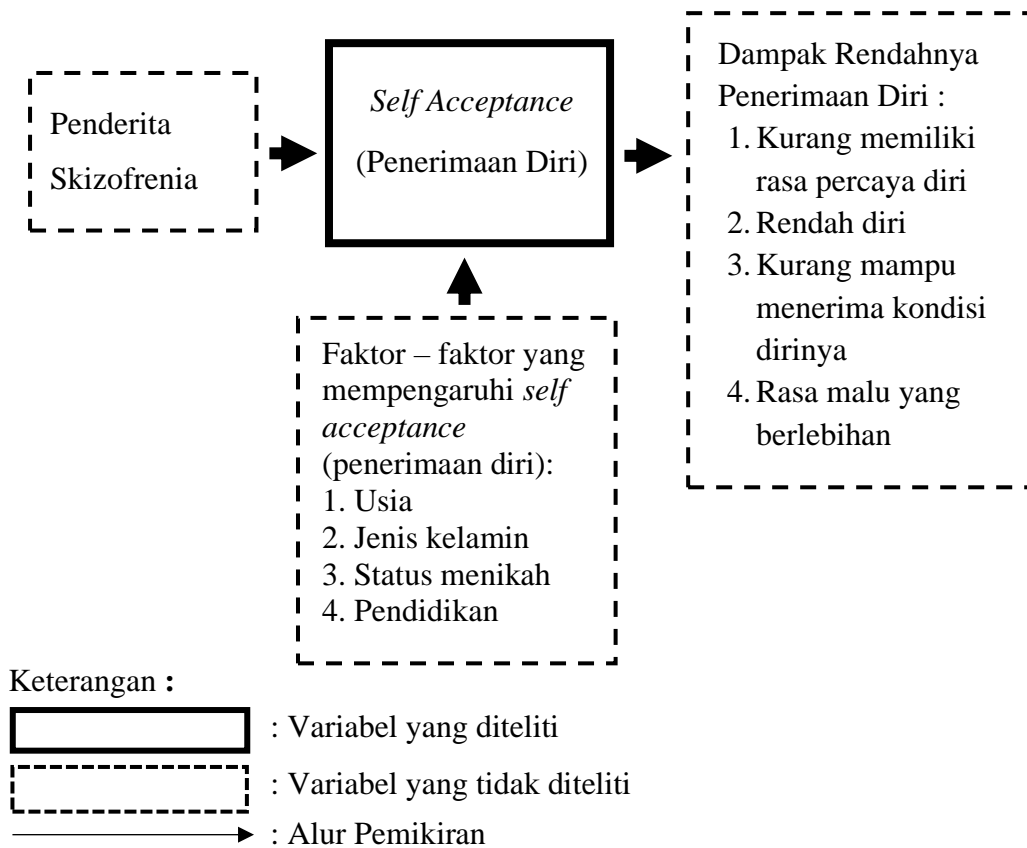 Penderita
Skizofrenia
Self Acceptance
(Penerimaan Diri)
Dampak Rendahnya
Penerimaan Diri :
1. Kurang memiliki
rasa percaya diri
2. Rendah diri
3. Kurang mampu
menerima kondisi
dirinya
4. Rasa malu yang
berlebihan
Faktor – faktor yang
mempengaruhi self
acceptance
(penerimaan diri):
1. Usia
2. Jenis kelamin
3. Status menikah
4. Pendidikan
Keterangan :
: Variabel yang diteliti
: Variabel yang tidak diteliti
: Alur Pemikiran